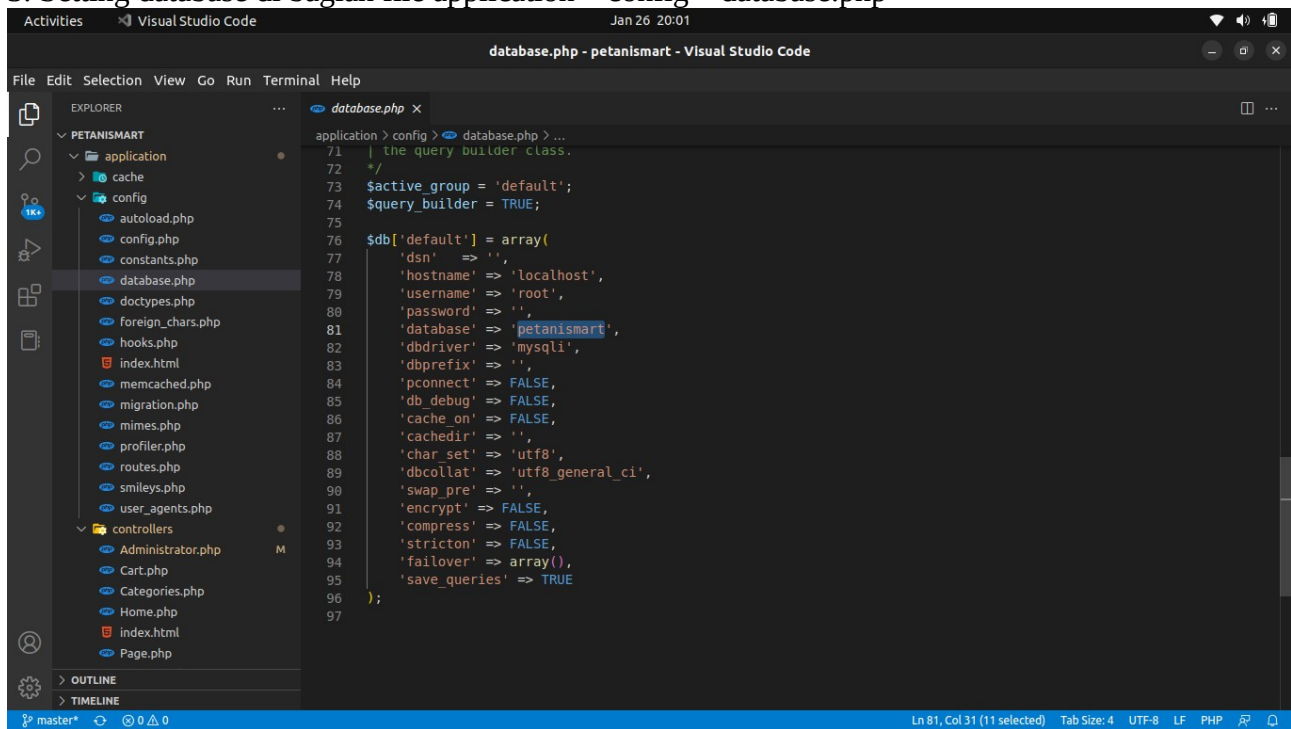 Activities Visual Studio Code Jan 26 20:01
database.php - petanismart - Visual Studio Code
File Edit Selection View Go Run Terminal Help
EXPLORER ...
PETANISMART
application
cache
config
autoload.php
config.php
constants.php
database.php
doctypes.php
foreign_chars.php
hooks.php
index.html
memcached.php
migration.php
mimes.php
profiler.php
routes.php
smileys.php
user_agents.php
controllers
Administrator.php M
Cart.php
Categories.php
Home.php
index.html
Page.php
OUTLINE
TIMELINE
1K+
database.php
application > config > database.php > ...
71 | the query builder class.
72 */
73 $active_group = 'default';
74 $query_builder = TRUE;
75
76 $db['default'] = array(
77 'dsn' => '',
78 'hostname' => 'localhost',
79 'username' => 'root',
80 'password' => '',
81 'database' => 'petanismart',
82 'dbdriver' => 'mysqli',
83 'dbprefix' => '',
84 'pconnect' => FALSE,
85 'db_debug' => FALSE,
86 'cache_on' => FALSE,
87 'cachedir' => '',
88 'char_set' => 'utf8',
89 'dbcollat' => 'utf8_general_ci',
90 'swap_pre' => '',
91 'encrypt' => FALSE,
92 'compress' => FALSE,
93 'stricton' => FALSE,
94 'failover' => array(),
95 'save_queries' => TRUE
96 );
97
master* 0 0 Ln 81, Col 31 (11 selected) Tab Size: 4 UTF-8 LF PHP